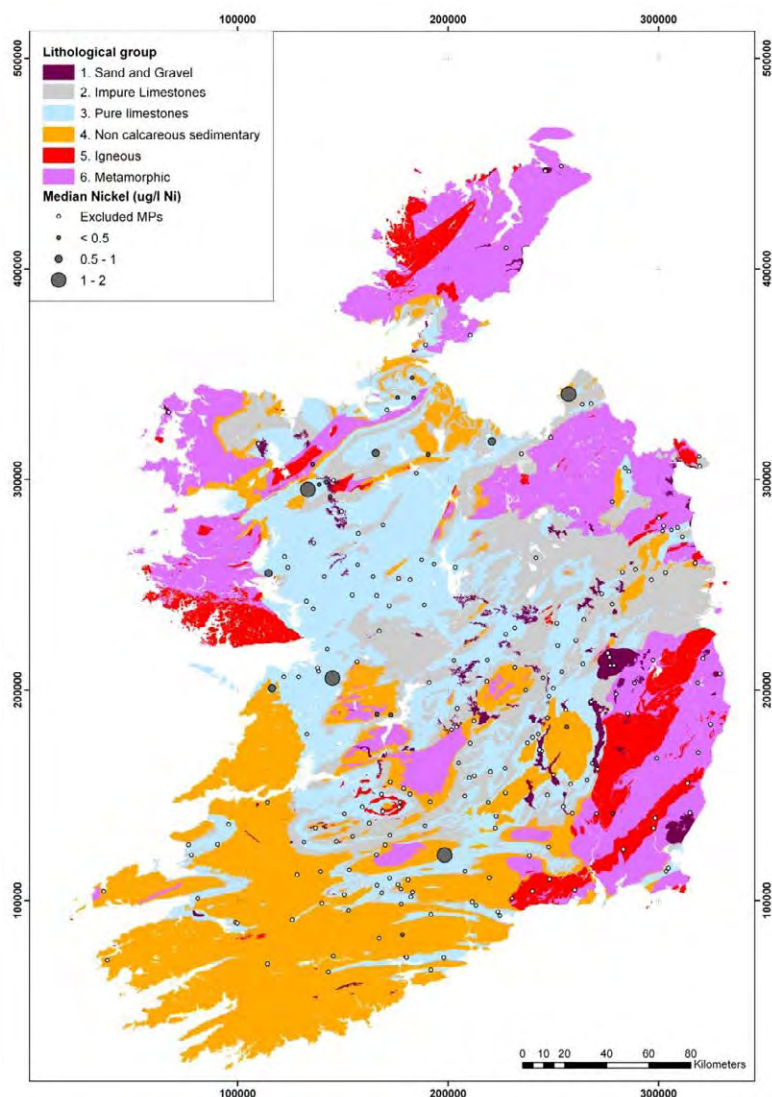 100000 200000 300000
Lithological group
1. Sand and Gravel
2. Impure Limestones
3. Pure limestones
4. Non calcareous sedimentary
5. Igneous
6. Metamorphic
Median Nickel (ug/l Ni)
Excluded MPs
< 0.5
0.5 - 1
1 - 2
500000 500000
400000 400000
300000 300000
200000 200000
100000 100000
0 10 20 40 60 80
Kilometers
100000 200000 300000